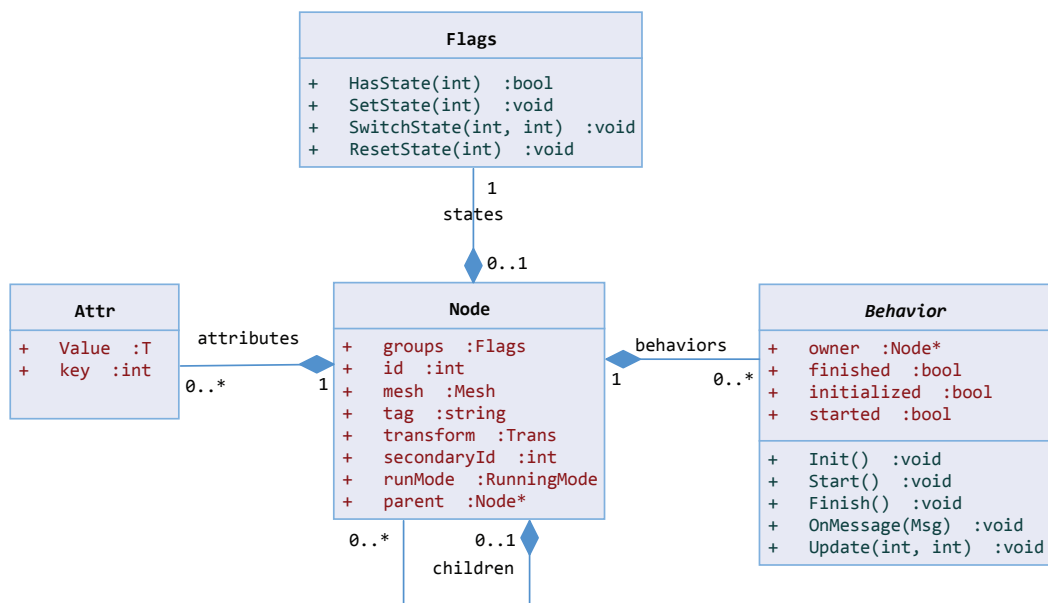 Flags
+ HasState(int) :bool
+ SetState(int) :void
+ SwitchState(int, int) :void
+ ResetState(int) :void
1
states
0..1
Attr
+ Value :T
+ key :int
attributes
0..*
1
Node
+ groups :Flags
+ id :int
+ mesh :Mesh
+ tag :string
+ transform :Trans
+ secondaryId :int
+ runMode :RunningMode
+ parent :Node*
behaviors
1
0..*
Behavior
+ owner :Node*
+ finished :bool
+ initialized :bool
+ started :bool
+ Init() :void
+ Start() :void
+ Finish() :void
+ OnMessage(Msg) :void
+ Update(int, int) :void
0..*
0..1
children